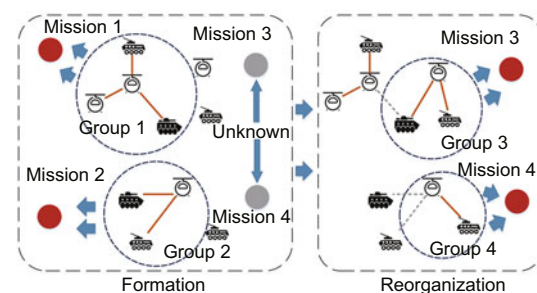 Mission 1
Mission 3
Group 1
Unknown
Mission 2
Mission 4
Group 2
Formation
Mission 3
Group 3
Mission 4
Group 4
Reorganization